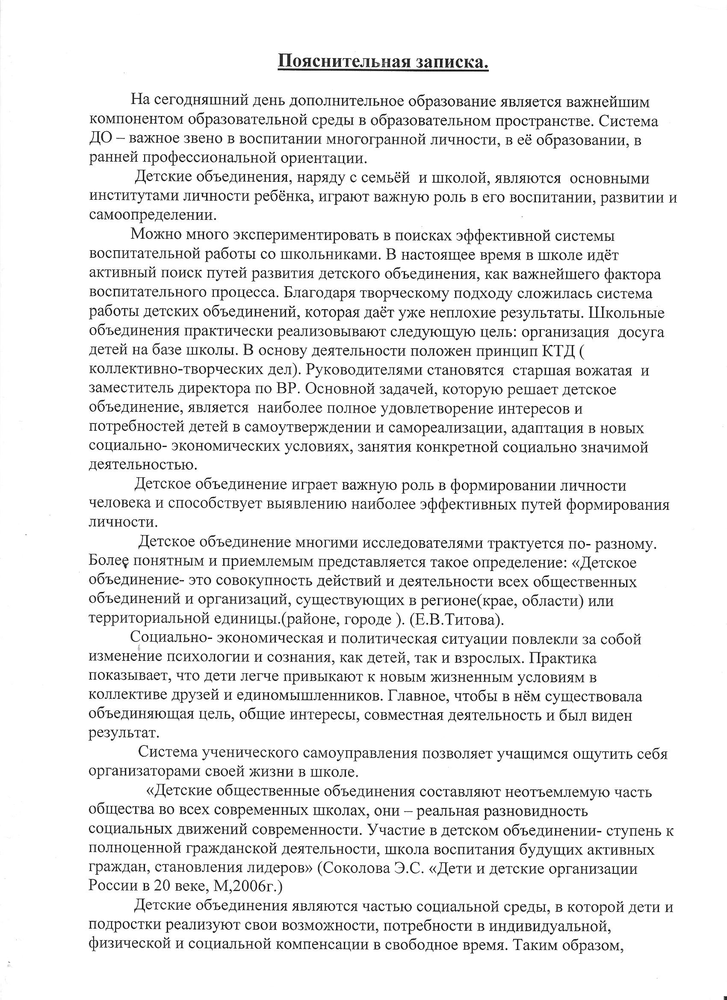 Пояснительная записка.
На сегодняшний день дополнительное образование является важнейшим
компонентом образовательной среды в образовательном пространстве. Система
ДО – важное звено в воспитании многогранной личности, в её образовании, в
ранней профессиональной ориентации.
Детские объединения, наряду с семьёй и школой, являются основными
институтами личности ребёнка, играют важную роль в его воспитании, развитии и
самоопределении.
Можно много экспериментировать в поисках эффективной системы
воспитательной работы со школьниками. В настоящее время в школе идёт
активный поиск путей развития детского объединения, как важнейшего фактора
воспитательного процесса. Благодаря творческому подходу сложилась система
работы детских объединений, которая даёт уже неплохие результаты. Школьные
объединения практически реализовывают следующую цель: организация досуга
детей на базе школы. В основу деятельности положен принцип КТД (
коллективно-творческих дел). Руководителями становятся старшая вожатая и
заместитель директора по ВР. Основной задачей, которую решает детское
объединение, является наиболее полное удовлетворение интересов и
потребностей детей в самоутверждении и самореализации, адаптация в новых
социально- экономических условиях, занятия конкретной социально значимой
деятельностью.
Детское объединение играет важную роль в формировании личности
человека и способствует выявлению наиболее эффективных путей формирования
личности.
Детское объединение многими исследователями трактуется по- разному.
Более понятным и приемлемым представляется такое определение: «Детское
объединение- это совокупность действий и деятельности всех общественных
объединений и организаций, существующих в регионе(крае, области) или
территориальной единицы.(районе, городе ). (Е.В.Титова).
Социально- экономическая и политическая ситуации повлекли за собой
изменение психологии и сознания, как детей, так и взрослых. Практика
показывает, что дети легче привыкают к новым жизненным условиям в
коллективе друзей и единомышленников. Главное, чтобы в нём существовала
объединяющая цель, общие интересы, совместная деятельность и был виден
результат.
Система ученического самоуправления позволяет учащимся ощутить себя
организаторами своей жизни в школе.
«Детские общественные объединения составляют неотъемлемую часть
общества во всех современных школах, они – реальная разновидность
социальных движений современности. Участие в детском объединении- ступень к
полноценной гражданской деятельности, школа воспитания будущих активных
граждан, становления лидеров» (Соколова Э.С. «Дети и детские организации
России в 20 веке, М,2006г.)
Детские объединения являются частью социальной среды, в которой дети и
подростки реализуют свои возможности, потребности в индивидуальной,
физической и социальной компенсации в свободное время. Таким образом,